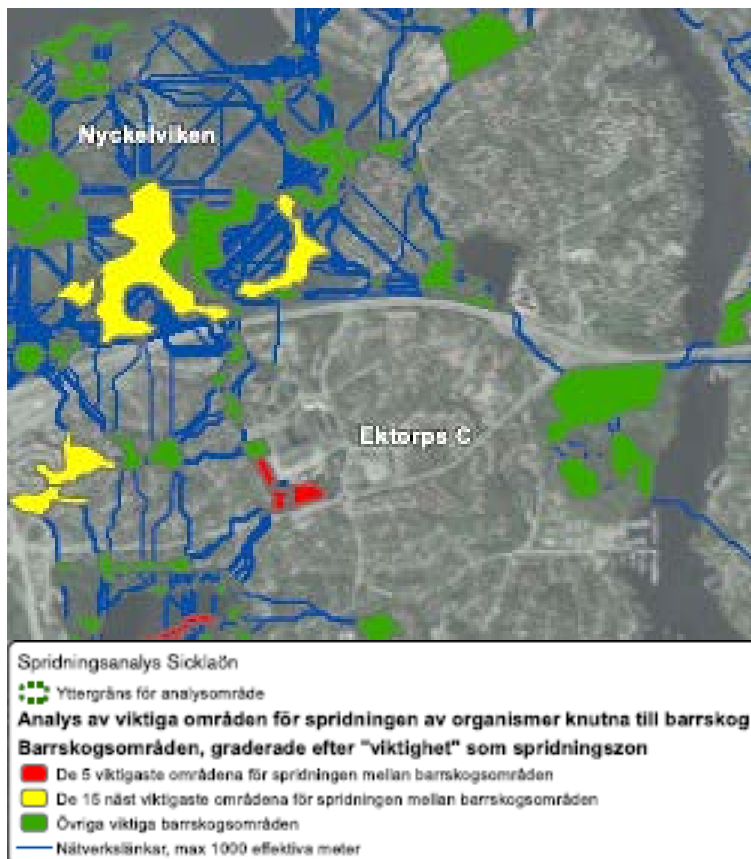 Nyckelviken
Ektorps C
Spridningsanalys Sicklaön
Yttergräns för analysområde
Analys av viktiga områden för spridningen av organismer knutna till barrskog
Barrskogsområden, graderade efter "viktighet" som spridningszon
De 5 viktigaste områdena för spridningen mellan barrskogsområden
De 15 näst viktigaste områdena för spridningen mellan barrskogsområden
Övriga viktiga barrskogsområden
Nätverkslänkar, max 1000 effektiva meter